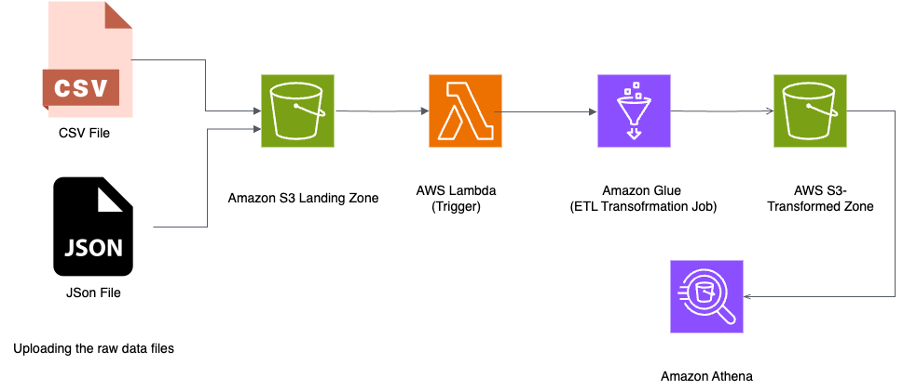 CSV
CSV File
JSON
JSon File
Uploading the raw data files
Amazon S3 Landing Zone
AWS Lambda
(Trigger)
Amazon Glue
(ETL Transofrmation Job)
AWS S3-
Transformed Zone
Amazon Athena